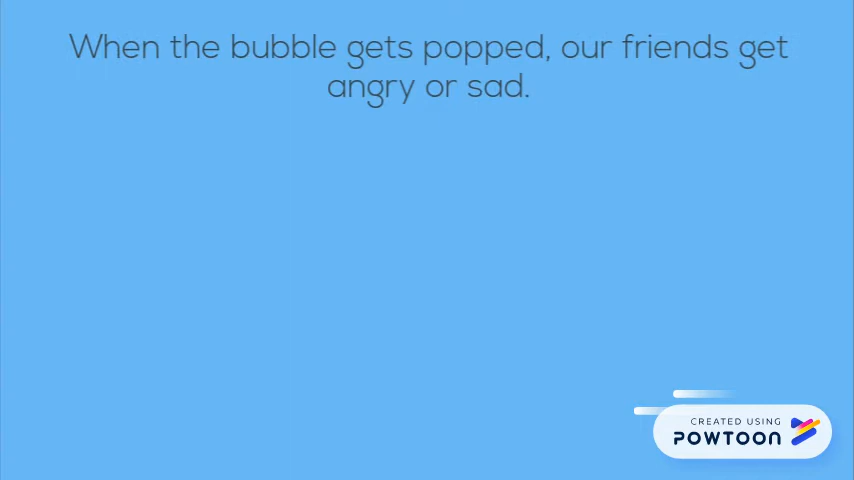 When the bubble gets popped, our friends get
angry or sad.
CREATED USING
POWTOON